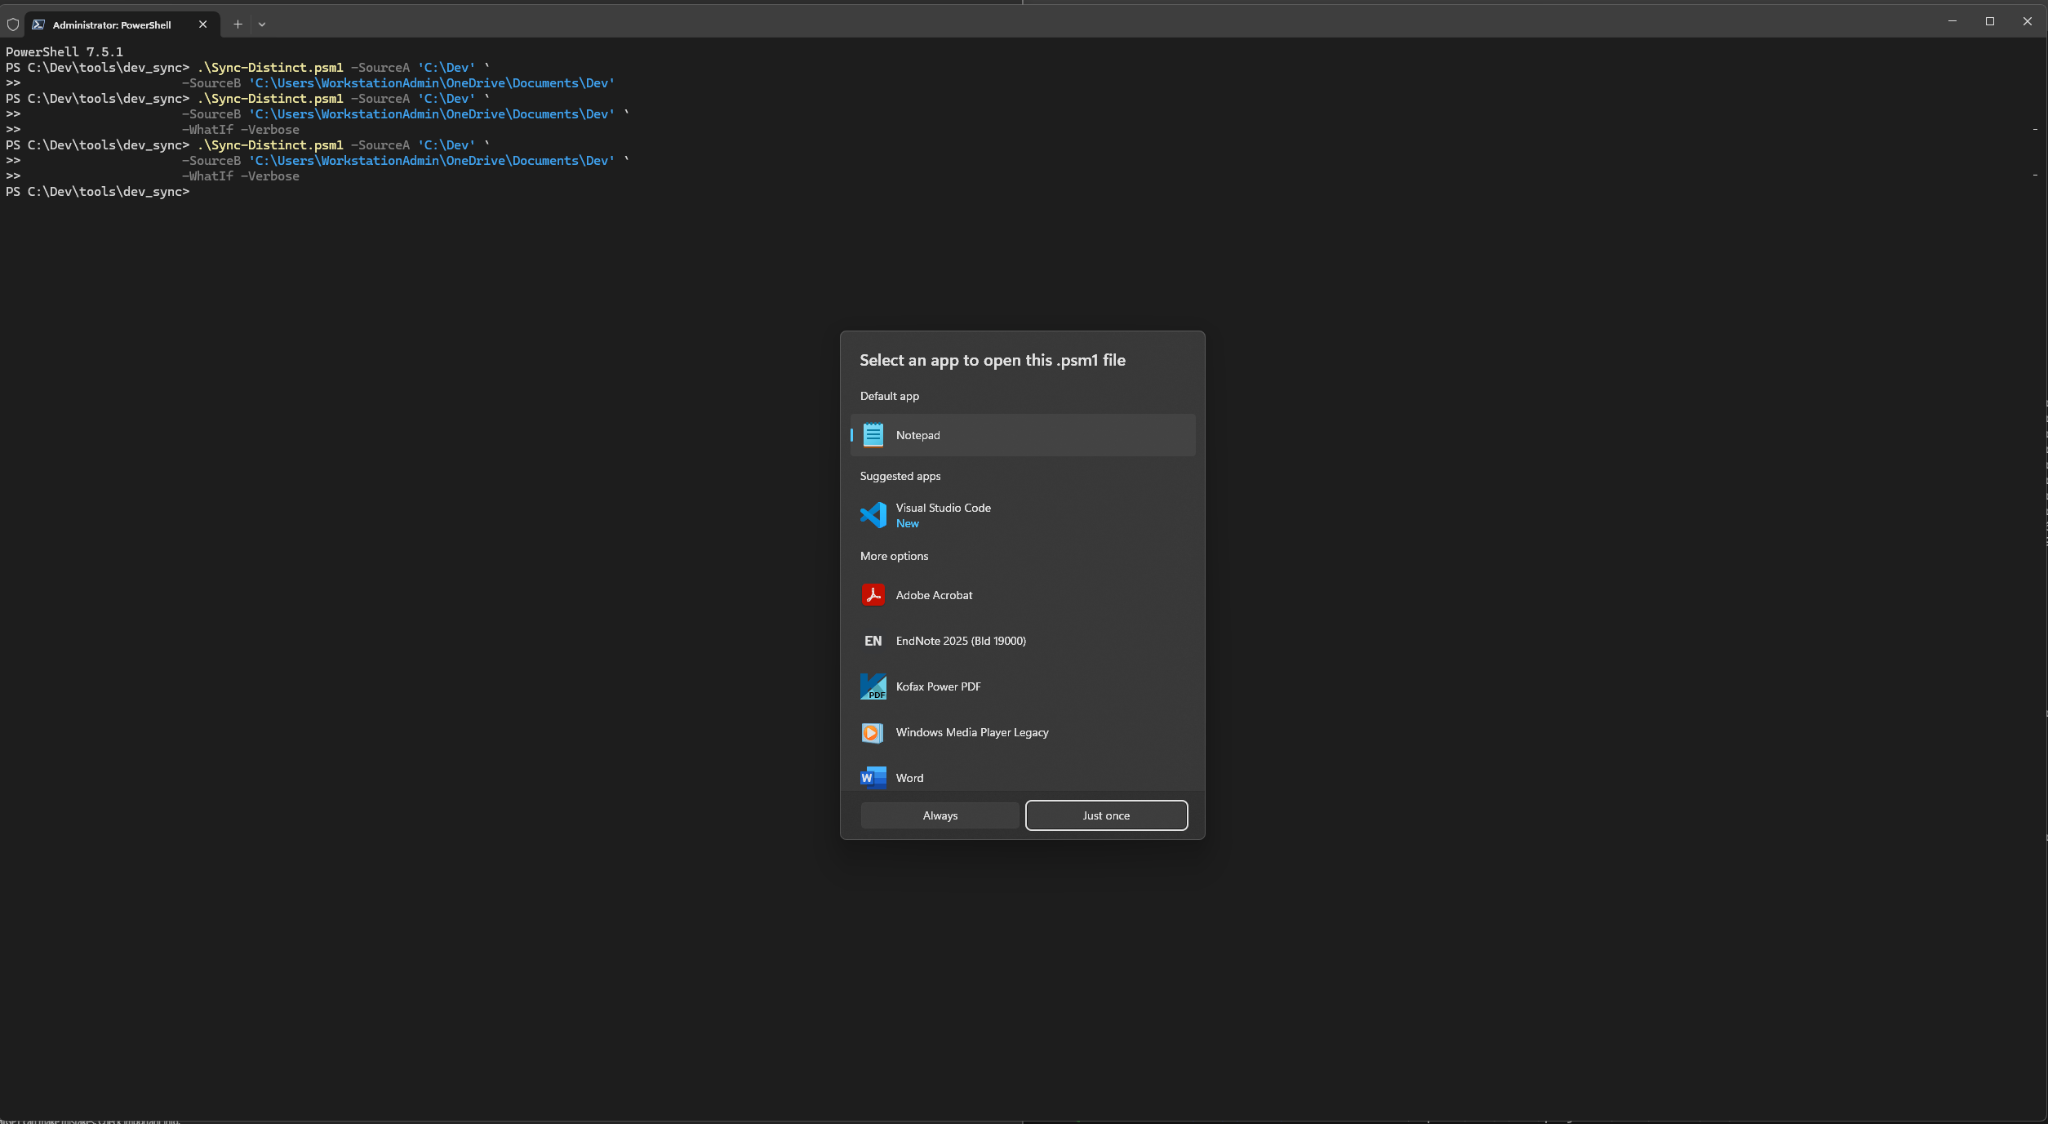 Administrator: PowerShell
PowerShell 7.5.1
PS C:\Dev\tools\dev_sync> .\Sync-Distinct.psm1 -SourceA 'C:\Dev' `
>>                      -SourceB 'C:\Users\WorkstationAdmin\OneDrive\Documents\Dev'
PS C:\Dev\tools\dev_sync> .\Sync-Distinct.psm1 -SourceA 'C:\Dev' `
>>                      -SourceB 'C:\Users\WorkstationAdmin\OneDrive\Documents\Dev' `
>>                      -WhatIf -Verbose
PS C:\Dev\tools\dev_sync> .\Sync-Distinct.psm1 -SourceA 'C:\Dev' `
>>                      -SourceB 'C:\Users\WorkstationAdmin\OneDrive\Documents\Dev' `
>>                      -WhatIf -Verbose
PS C:\Dev\tools\dev_sync>
Select an app to open this .psm1 file
Default app
Notepad
Suggested apps
Visual Studio Code
New
More options
Adobe Acrobat
EN EndNote 2025 (Bld 19000)
PDF Kofax Power PDF
Windows Media Player Legacy
W Word
Always Just once